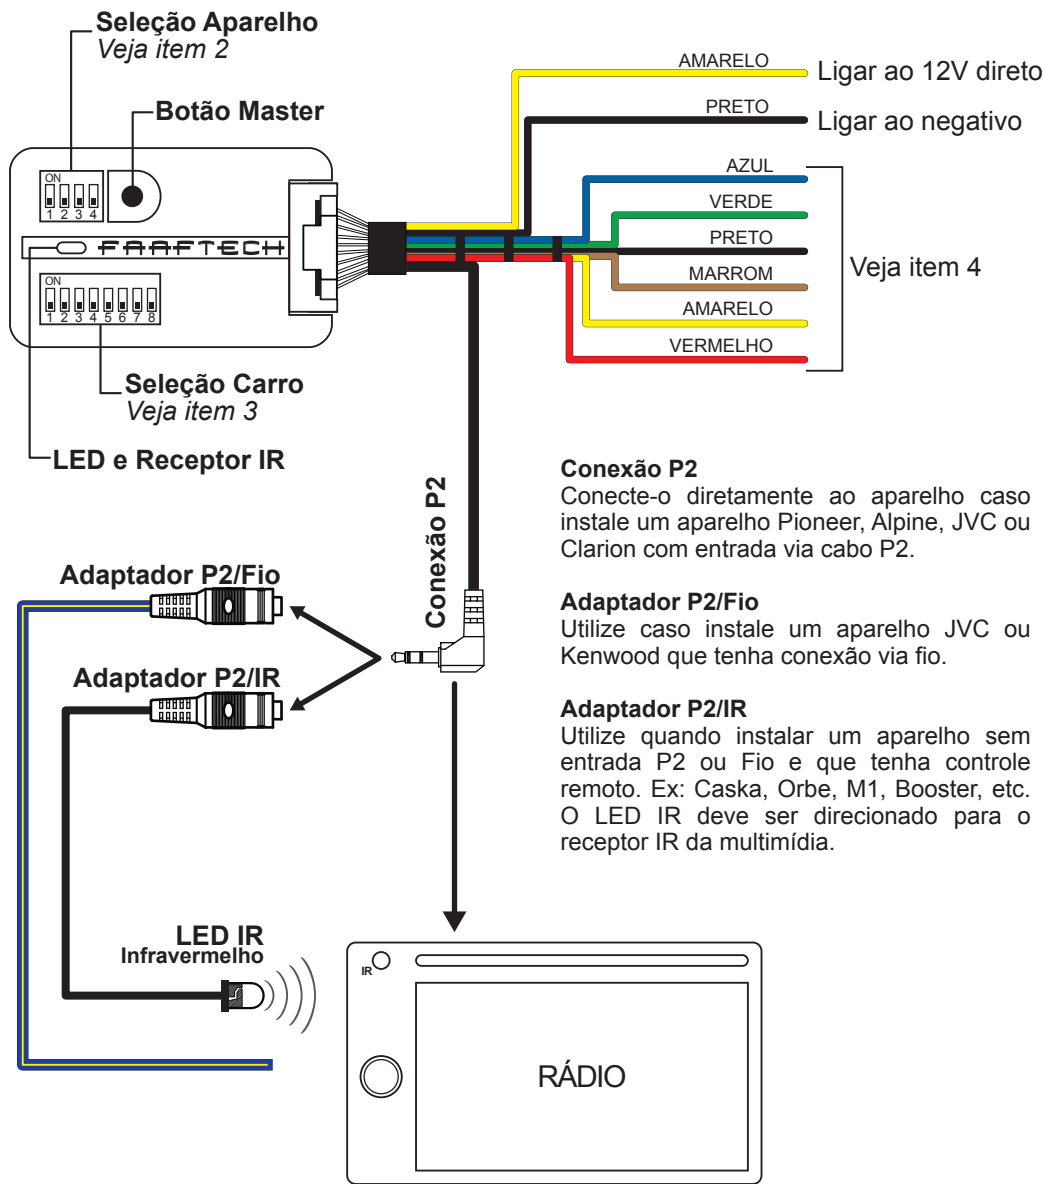 Seleção Aparelho
Veja item 2
Botão Master
ON
1 2 3 4
FAAFTECH
ON
1 2 3 4 5 6 7 8
Seleção Carro
Veja item 3
LED e Receptor IR
AMARELO
Ligar ao 12V direto
PRETO
Ligar ao negativo
AZUL
VERDE
PRETO
MARROM
AMARELO
VERMELHO
Veja item 4
Conexão P2
Conexão P2
Conecte-o diretamente ao aparelho caso
instale um aparelho Pioneer, Alpine, JVC ou
Clarion com entrada via cabo P2.
Adaptador P2/Fio
Utilize caso instale um aparelho JVC ou
Kenwood que tenha conexão via fio.
Adaptador P2/IR
Utilize quando instalar um aparelho sem
entrada P2 ou Fio e que tenha controle
remoto. Ex: Caska, Orbe, M1, Booster, etc.
O LED IR deve ser direcionado para o
receptor IR da multimídia.
Adaptador P2/Fio
Adaptador P2/IR
LED IR
Infravermelho
IR
RÁDIO